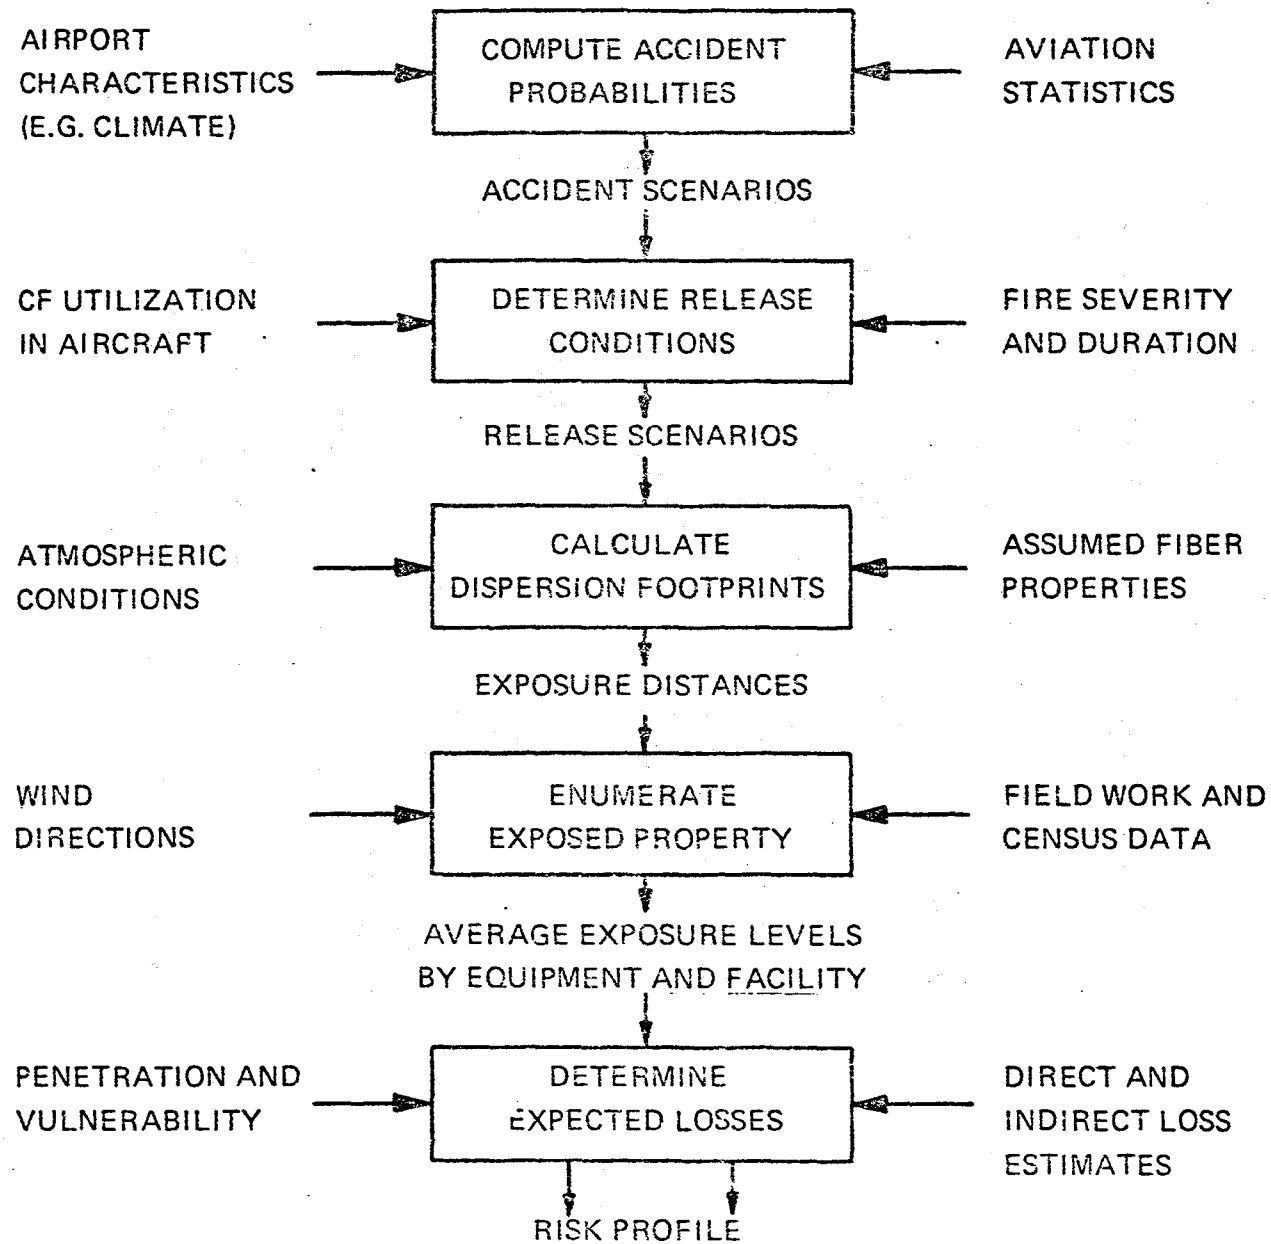 AIRPORT
CHARACTERISTICS
(E.G. CLIMATE)
COMPUTE ACCIDENT
PROBABILITIES
AVIATION
STATISTICS
ACCIDENT SCENARIOS
CF UTILIZATION
IN AIRCRAFT
DETERMINE RELEASE
CONDITIONS
FIRE SEVERITY
AND DURATION
RELEASE SCENARIOS
ATMOSPHERIC
CONDITIONS
CALCULATE
DISPERSION FOOTPRINTS
ASSUMED FIBER
PROPERTIES
EXPOSURE DISTANCES
WIND
DIRECTIONS
ENUMERATE
EXPOSED PROPERTY
FIELD WORK AND
CENSUS DATA
AVERAGE EXPOSURE LEVELS
BY EQUIPMENT AND FACILITY
PENETRATION AND
VULNERABILITY
DETERMINE
EXPECTED LOSSES
DIRECT AND
INDIRECT LOSS
ESTIMATES
RISK PROFILE